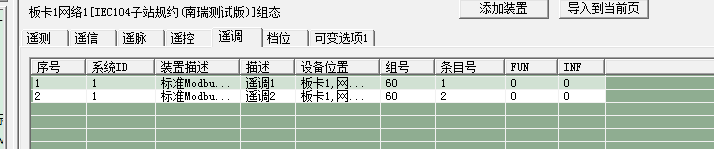 板卡1网络1[IEC104子站规约(南瑞测试版)]组态
添加装置 导入到当前页
遥测 遥信 遥脉 遥控 遥调 档位 可变选项1
序号 系统ID 装置描述 描述 设备位置 组号 条目号 FUN INF
1 1 标准Modbu... 遥调1 板卡1,网... 60 1 0 0
2 1 标准Modbu... 遥调2 板卡1,网... 60 2 0 0